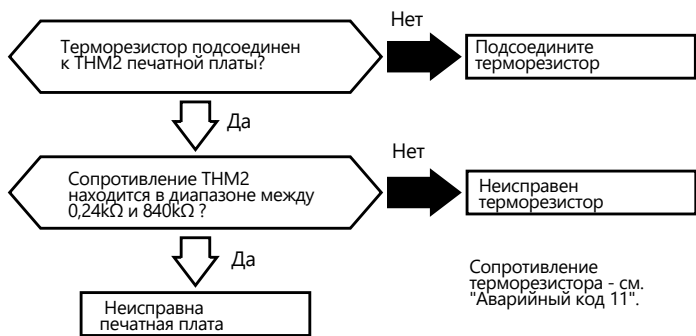 Нет
Терморезистор подсоединен
к THM2 печатной платы?
Подсоедините
терморезистор
Да
Нет
Сопротивление THM2
находится в диапазоне между
0,24kΩ и 840kΩ ?
Неисправен
терморезистор
Да
Сопротивление
терморезистора - см.
"Аварийный код 11".
Неисправна
печатная плата